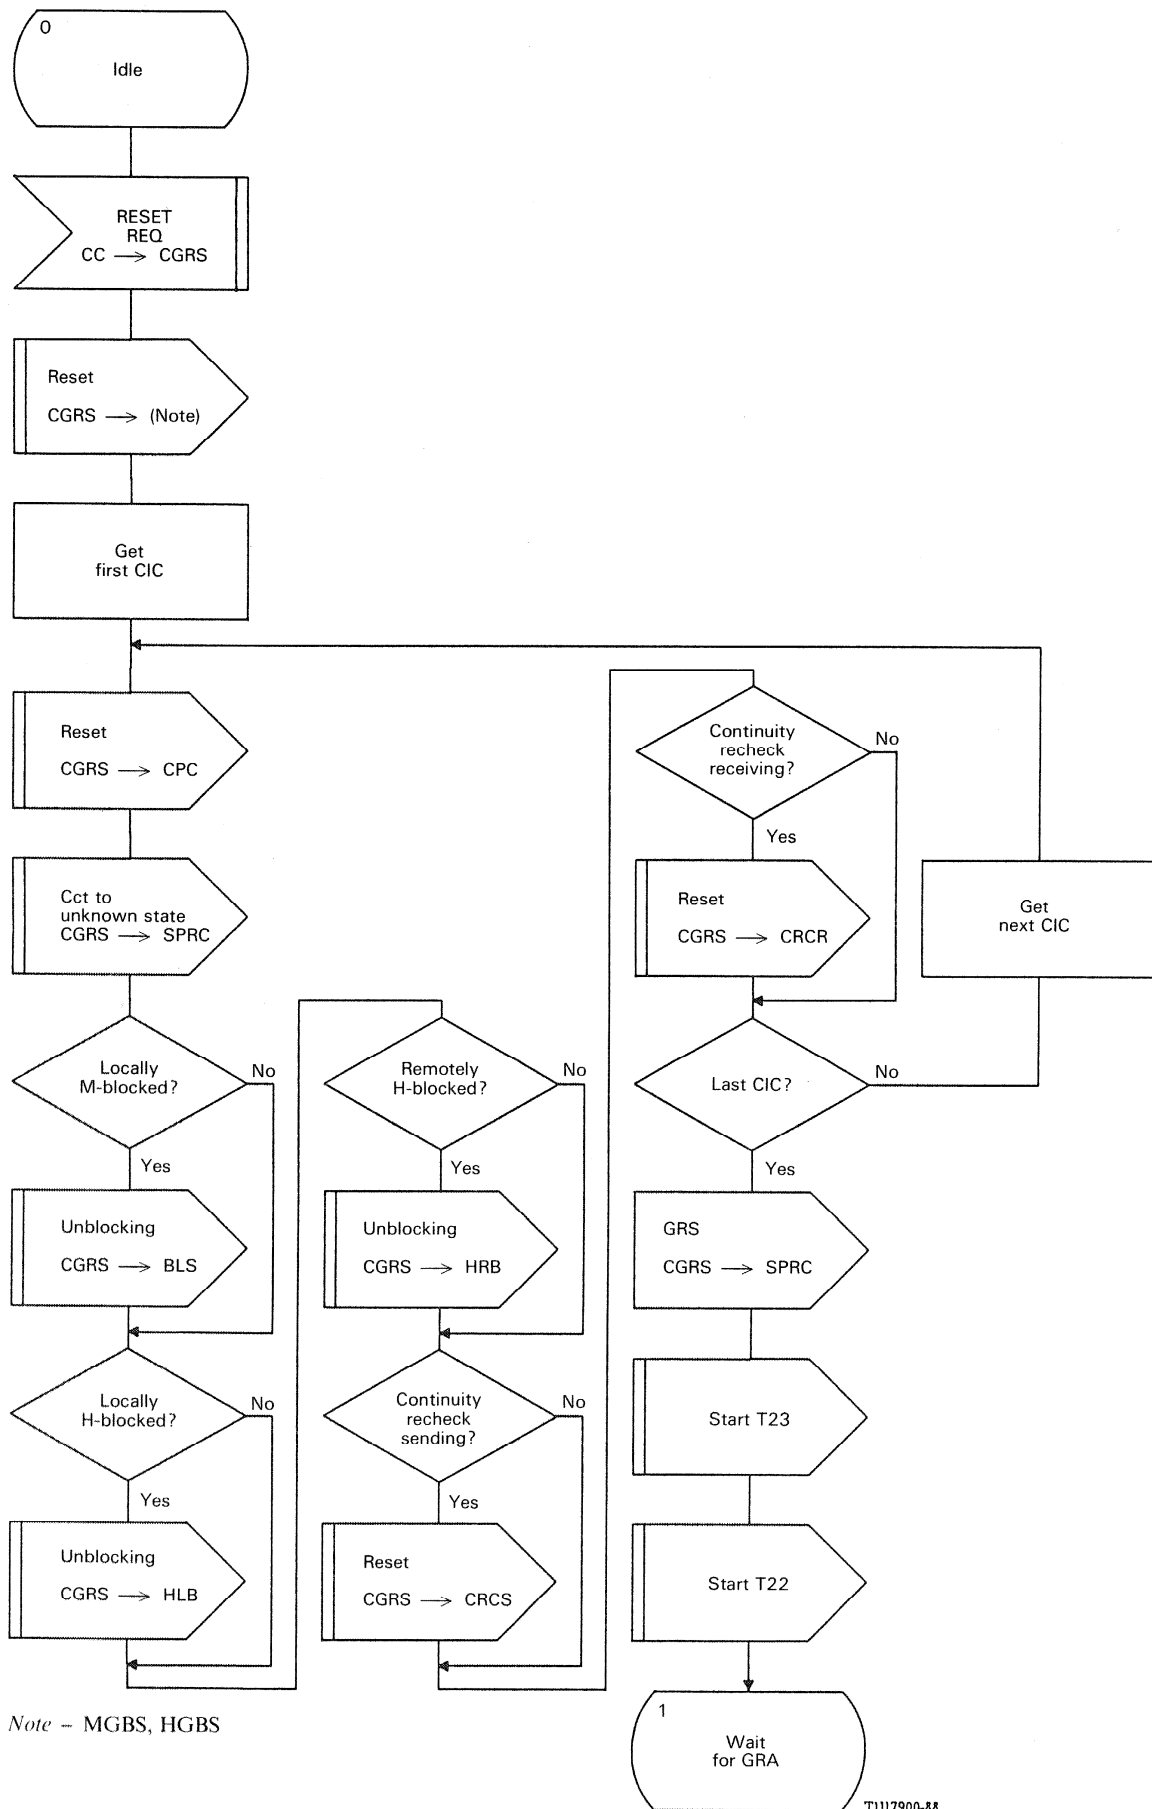 0
Idle
RESET
REQ
CC → CGRS
Reset
CGRS → (Note)
Get
first CIC
Reset
CGRS → CPC
Cct to
unknown state
CGRS → SPRC
Locally
M-blocked?
No
Yes
Unblocking
CGRS → BLS
Locally
H-blocked?
No
Yes
Unblocking
CGRS → HLB
Remotely
H-blocked?
No
Yes
Unblocking
CGRS → HRB
Continuity
recheck
sending?
No
Yes
Reset
CGRS → CRCS
Continuity
recheck
receiving?
No
Yes
Reset
CGRS → CRCR
Get
next CIC
Last CIC?
No
Yes
GRS
CGRS → SPRC
Start T23
Start T22
1
Wait
for GRA
Note – MGBS, HGBS
T1117900-88